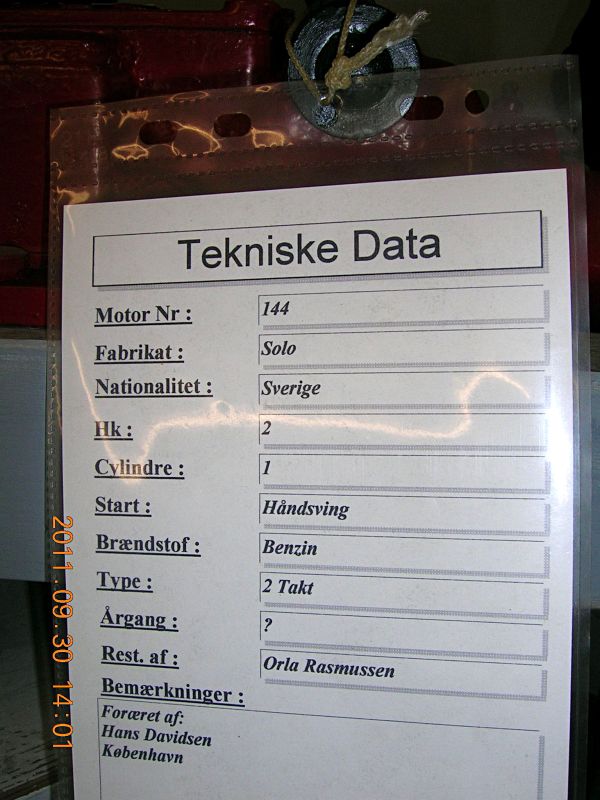 Tekniske Data
Motor Nr : 144
Fabrikat : Solo
Nationalitet : Sverige
Hk : 2
Cylindre : 1
Start : Håndsving
Brændstof : Benzin
Type : 2 Takt
Årgang : ?
Rest. af : Orla Rasmussen
Bemærkninger :
Foræret af:
Hans Davidsen
København
2011.09.30 14:01